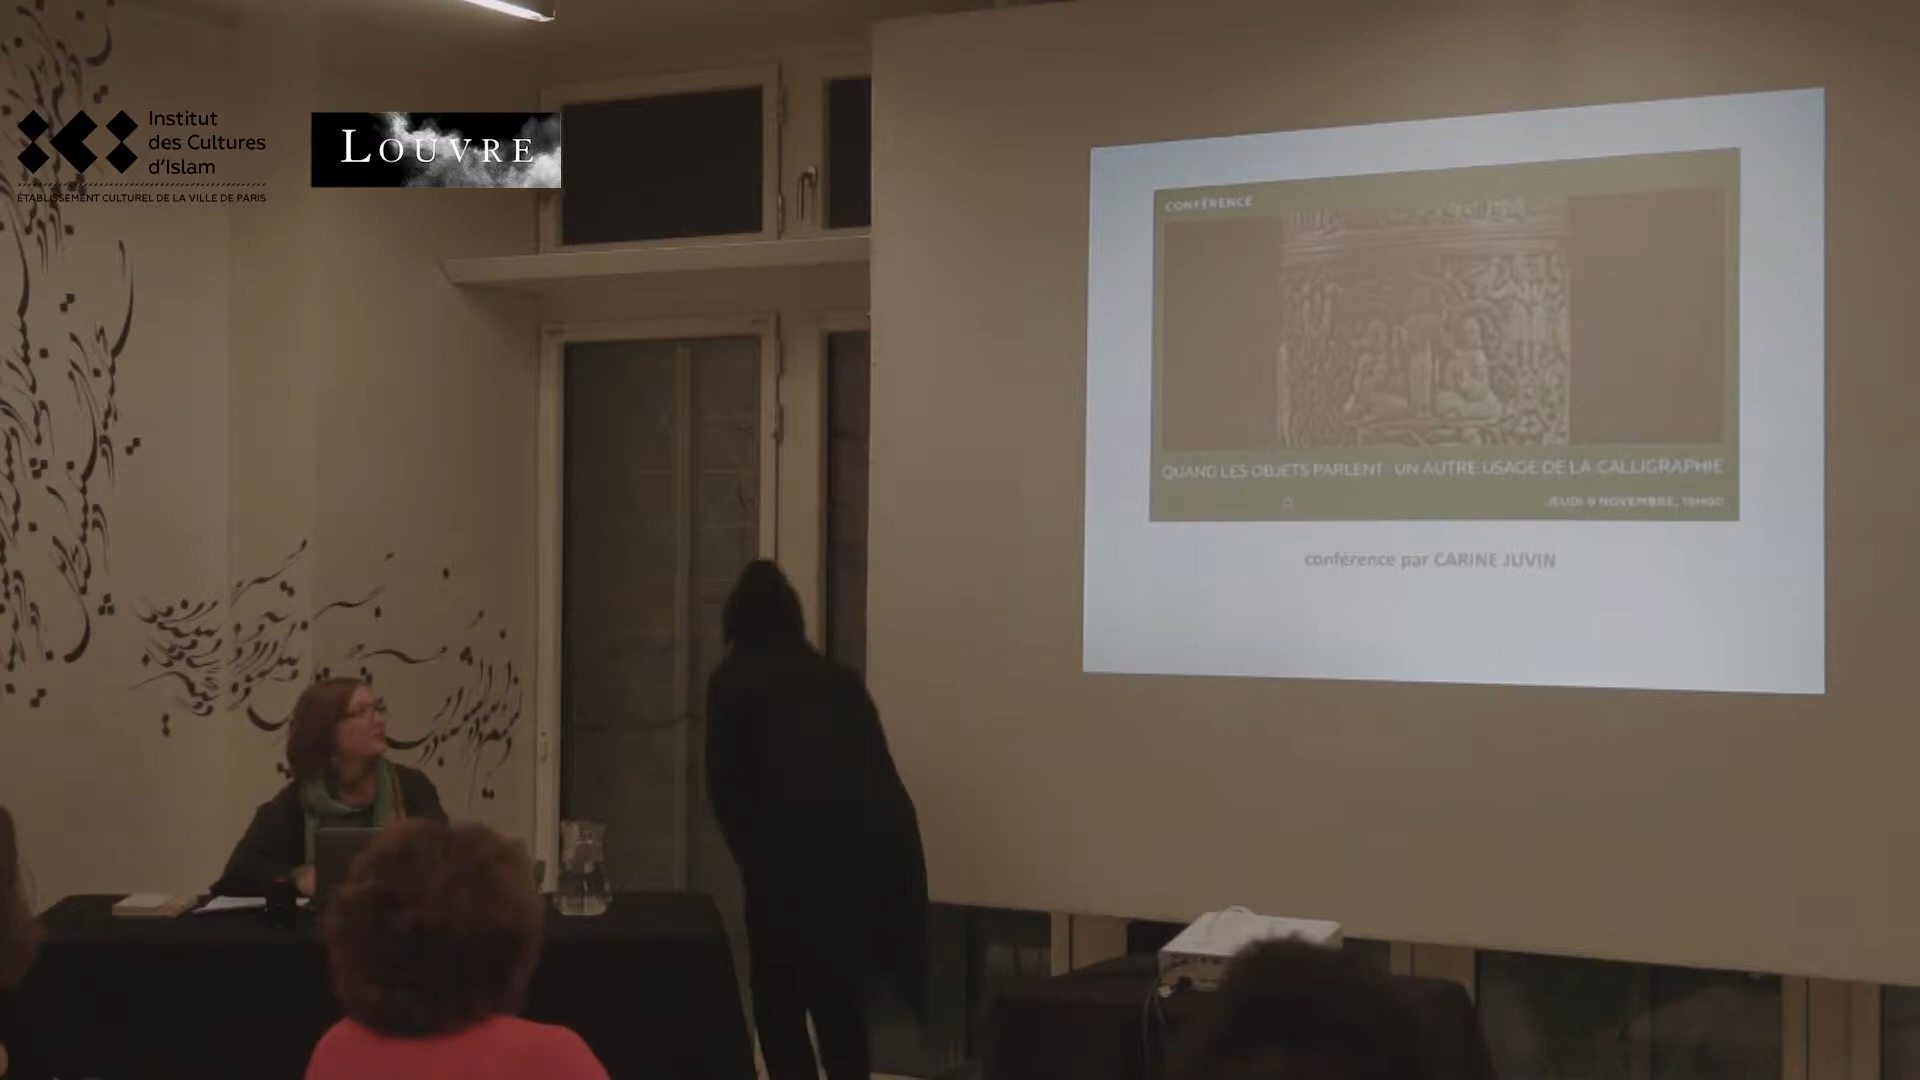 Institut
des Cultures
d'Islam
ÉTABLISSEMENT CULTUREL DE LA VILLE DE PARIS
LOUVRE
CONFÉRENCE
QUAND LES OBJETS PARLENT : UN AUTRE USAGE DE LA CALLIGRAPHIE
JEUDI 9 NOVEMBRE, 19H00
conférence par CARINE JUVIN